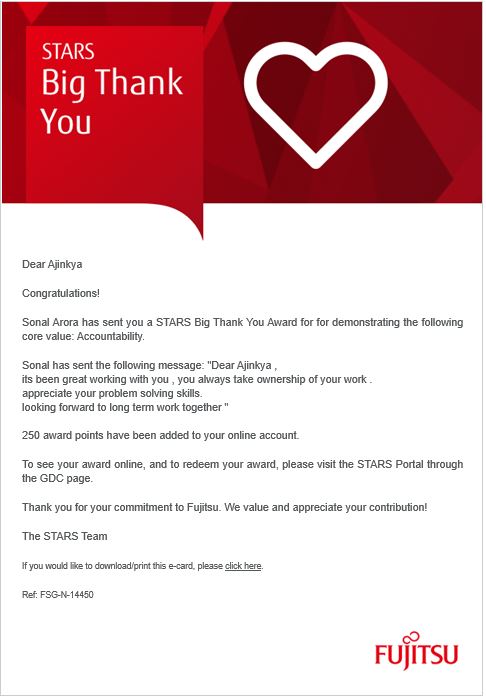 STARS
Big Thank
You
Dear Ajinkya
Congratulations!
Sonal Arora has sent you a STARS Big Thank You Award for for demonstrating the following
core value: Accountability.
Sonal has sent the following message: "Dear Ajinkya ,
its been great working with you , you always take ownership of your work .
appreciate your problem solving skills.
looking forward to long term work together "
250 award points have been added to your online account.
To see your award online, and to redeem your award, please visit the STARS Portal through
the GDC page.
Thank you for your commitment to Fujitsu. We value and appreciate your contribution!
The STARS Team
If you would like to download/print this e-card, please click here.
Ref: FSG-N-14450
FUJITSU